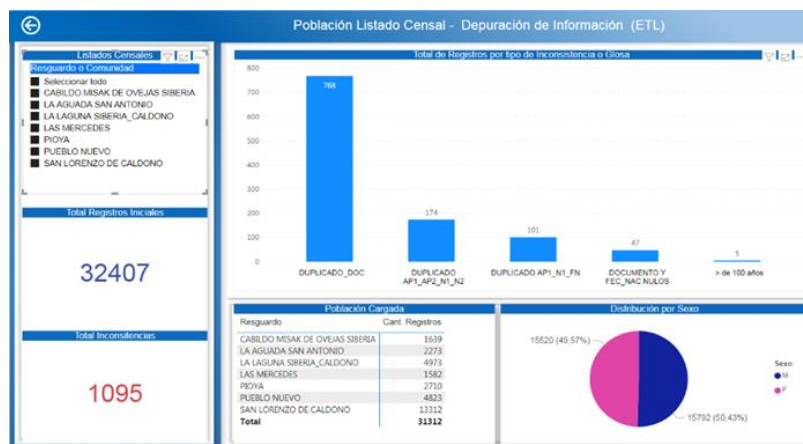 Población Listado Censal - Depuración de Información (ETL)
Listados Censales
Resguardo o Comunidad
Seleccionar todo
CABILDO MISAK DE OVEJAS SIBERIA
LA AGUADA SAN ANTONIO
LA LAGUNA SIBERIA_CALDONO
LAS MERCEDES
PIOYA
PUEBLO NUEVO
SAN LORENZO DE CALDONO
Total Registros Iniciales
32407
Total Inconsitencias
1095
Total de Registros por tipo de Inconsistencia o Glosa
800
700
600
500
400
300
200
100
0
768
174
101
47
5
DUPLICADO_DOC
DUPLICADO
AP1_AP2_N1_N2
DUPLICADO AP1_N1_FN
DOCUMENTO Y
FEC_NAC NULOS
> de 100 años
Población Cargada
Resguardo Cant. Registros
CABILDO MISAK DE OVEJAS SIBERIA 1639
LA AGUADA SAN ANTONIO 2273
LA LAGUNA SIBERIA_CALDONO 4973
LAS MERCEDES 1582
PIOYA 2710
PUEBLO NUEVO 4823
SAN LORENZO DE CALDONO 13312
Total 31312
Distribución por Sexo
15520 (49,57%)
15792 (50,43%)
Sexo
M
F